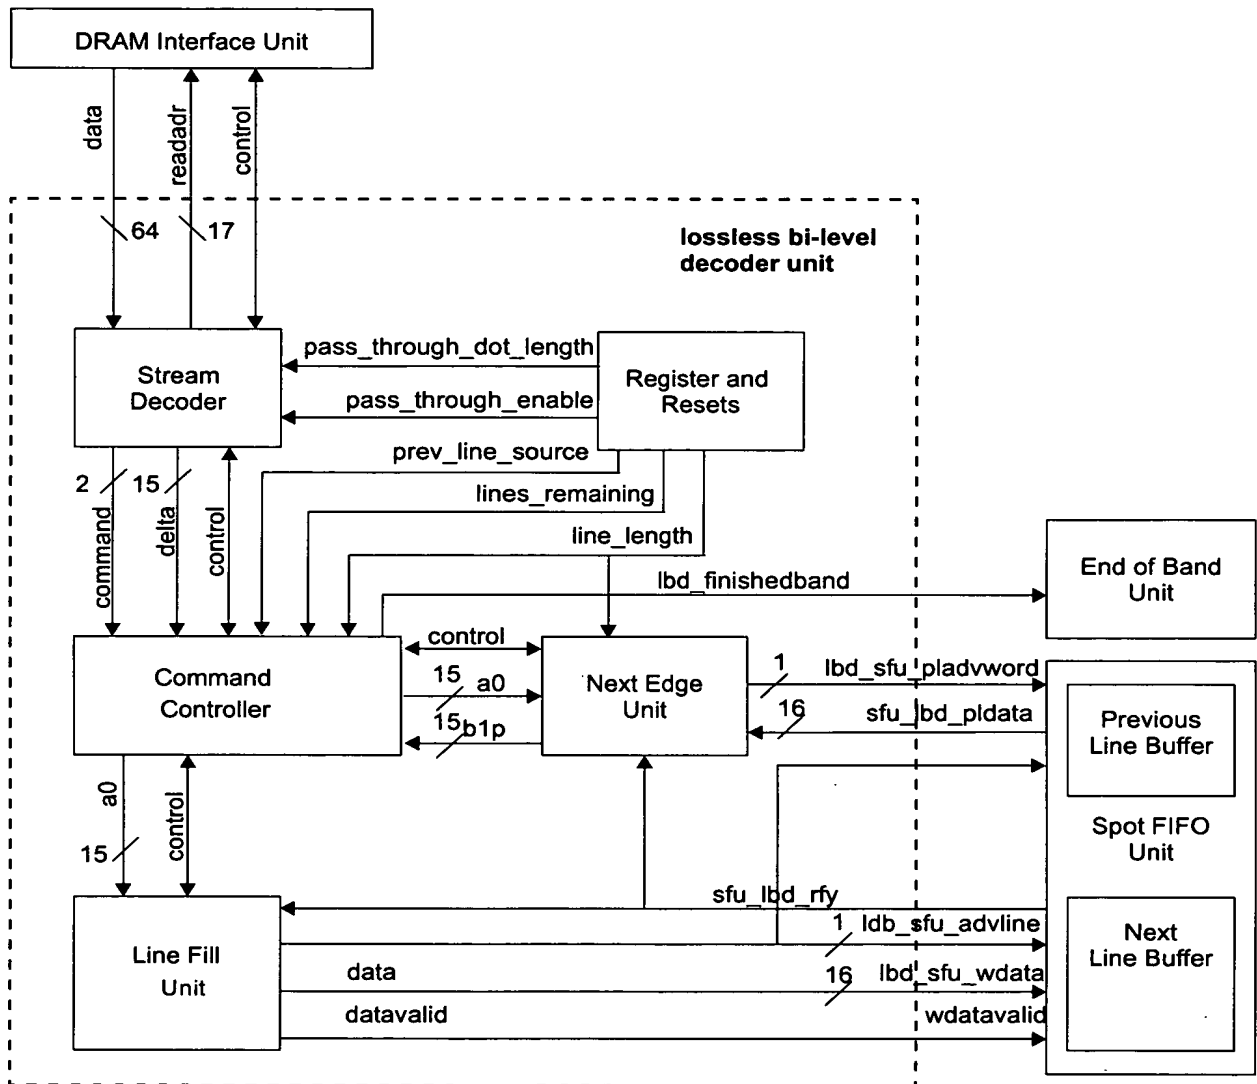 DRAM Interface Unit
data
readadr
control
64
17
lossless bi-level
decoder unit
Stream
Decoder
pass_through_dot_length
pass_through_enable
Register and
Resets
prev_line_source
lines_remaining
line_length
2
15
command
delta
control
lbd_finishedband
End of Band
Unit
Command
Controller
control
15
a0
15
b1p
Next Edge
Unit
1
lbd_sfu_pladvword
16
sfu_lbd_pldata
Previous
Line Buffer
Spot FIFO
Unit
a0
15
control
Line Fill
Unit
sfu_lbd_rfy
1
ldb_sfu_advline
data
16
lbd_sfu_wdata
datavalid
wdatavalid
Next
Line Buffer